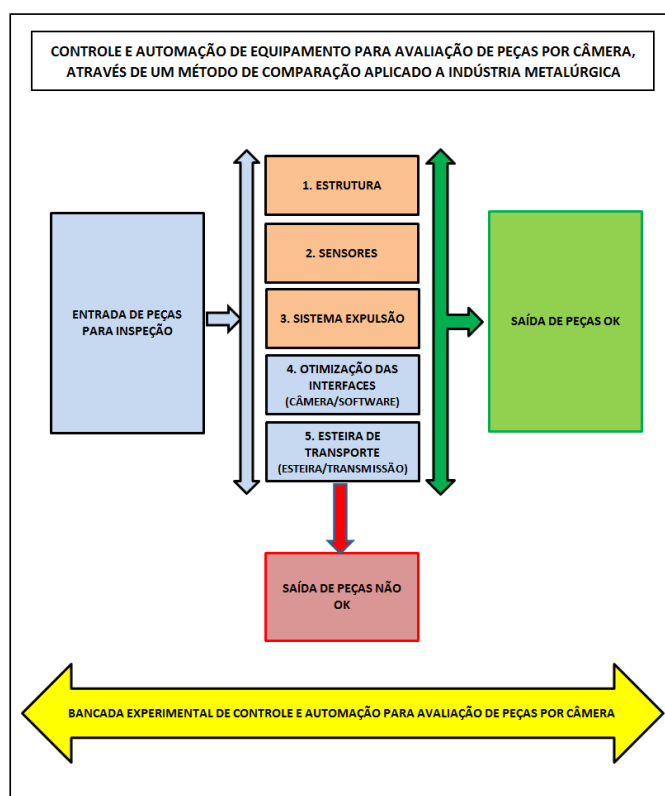 CONTROLE E AUTOMAÇÃO DE EQUIPAMENTO PARA AVALIAÇÃO DE PEÇAS POR CÂMERA,
ATRAVÉS DE UM MÉTODO DE COMPARAÇÃO APLICADO A INDÚSTRIA METALÚRGICA
ENTRADA DE PEÇAS
PARA INSPEÇÃO
1. ESTRUTURA
2. SENSORES
3. SISTEMA EXPULSÃO
4. OTIMIZAÇÃO DAS
INTERFACES
(CÂMERA/SOFTWARE)
5. ESTEIRA DE
TRANSPORTE
(ESTEIRA/TRANSMISSÃO)
SAÍDA DE PEÇAS OK
SAÍDA DE PEÇAS NÃO
OK
BANCADA EXPERIMENTAL DE CONTROLE E AUTOMAÇÃO PARA AVALIAÇÃO DE PEÇAS POR CÂMERA